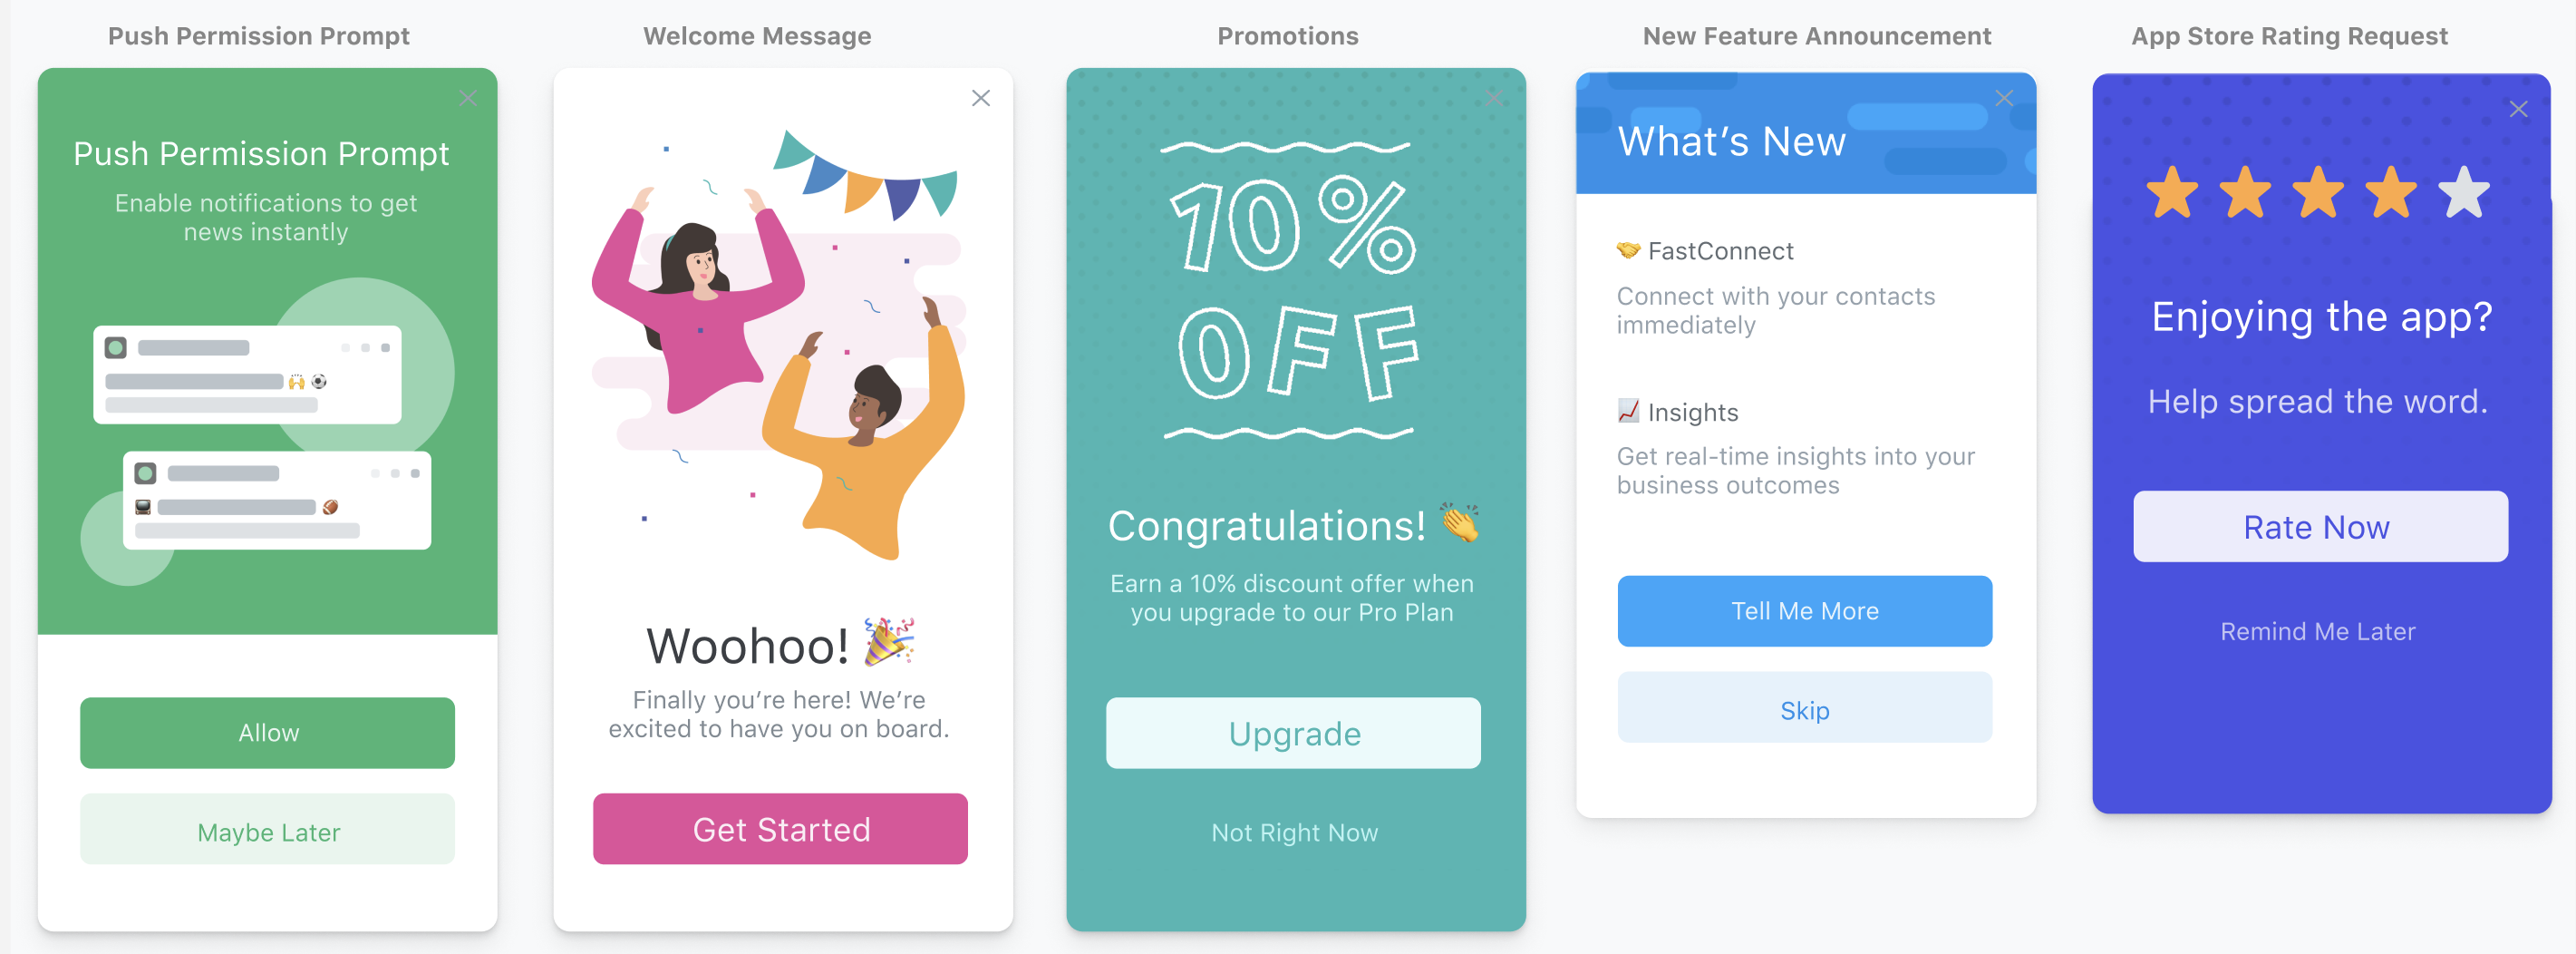 Push Permission Prompt
Push Permission Prompt
Enable notifications to get
news instantly
Allow
Maybe Later
Welcome Message
Woohoo! 🎉
Finally you’re here! We’re
excited to have you on board.
Get Started
Promotions
10%
OFF
Congratulations! 👏
Earn a 10% discount offer when
you upgrade to our Pro Plan
Upgrade
Not Right Now
New Feature Announcement
What’s New
🤝 FastConnect
Connect with your contacts
immediately
📈 Insights
Get real-time insights into your
business outcomes
Tell Me More
Skip
App Store Rating Request
Enjoying the app?
Help spread the word.
Rate Now
Remind Me Later